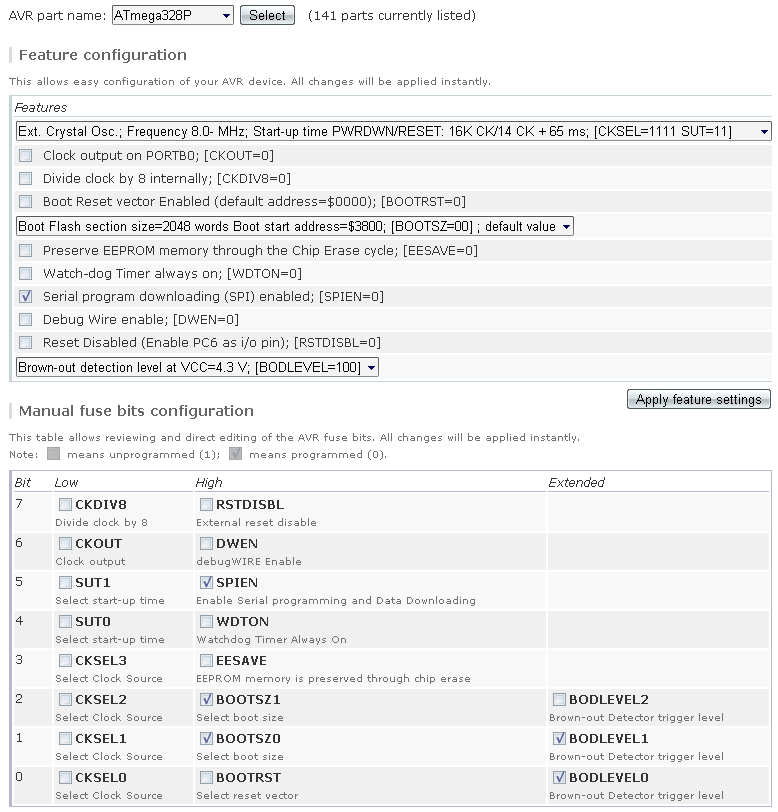 AVR part name: ATmega328P Select (141 parts currently listed)
Feature configuration
This allows easy configuration of your AVR device. All changes will be applied instantly.
Features
Ext. Crystal Osc.; Frequency 8.0- MHz; Start-up time PWRDWN/RESET: 16K CK/14 CK + 65 ms; [CKSEL=1111 SUT=11]
Clock output on PORTB0; [CKOUT=0]
Divide clock by 8 internally; [CKDIV8=0]
Boot Reset vector Enabled (default address=$0000); [BOOTRST=0]
Boot Flash section size=2048 words Boot start address=$3800; [BOOTSZ=00] ; default value
Preserve EEPROM memory through the Chip Erase cycle; [EESAVE=0]
Watch-dog Timer always on; [WDTON=0]
Serial program downloading (SPI) enabled; [SPIEN=0]
Debug Wire enable; [DWEN=0]
Reset Disabled (Enable PC6 as i/o pin); [RSTDISBL=0]
Brown-out detection level at VCC=4.3 V; [BODLEVEL=100]
Apply feature settings
Manual fuse bits configuration
This table allows reviewing and direct editing of the AVR fuse bits. All changes will be applied instantly.
Note: means unprogrammed (1); means programmed (0).
Bit Low High Extended
7 CKDIV8 RSTDISBL
Divide clock by 8 External reset disable
6 CKOUT DWEN
Clock output debugWIRE Enable
5 SUT1 SPIEN
Select start-up time Enable Serial programming and Data Downloading
4 SUT0 WDTON
Select start-up time Watchdog Timer Always On
3 CKSEL3 EESAVE
Select Clock Source EEPROM memory is preserved through chip erase
2 CKSEL2 BOOTSZ1 BODLEVEL2
Select Clock Source Select boot size Brown-out Detector trigger level
1 CKSEL1 BOOTSZ0 BODLEVEL1
Select Clock Source Select boot size Brown-out Detector trigger level
0 CKSEL0 BOOTRST BODLEVEL0
Select Clock Source Select reset vector Brown-out Detector trigger level